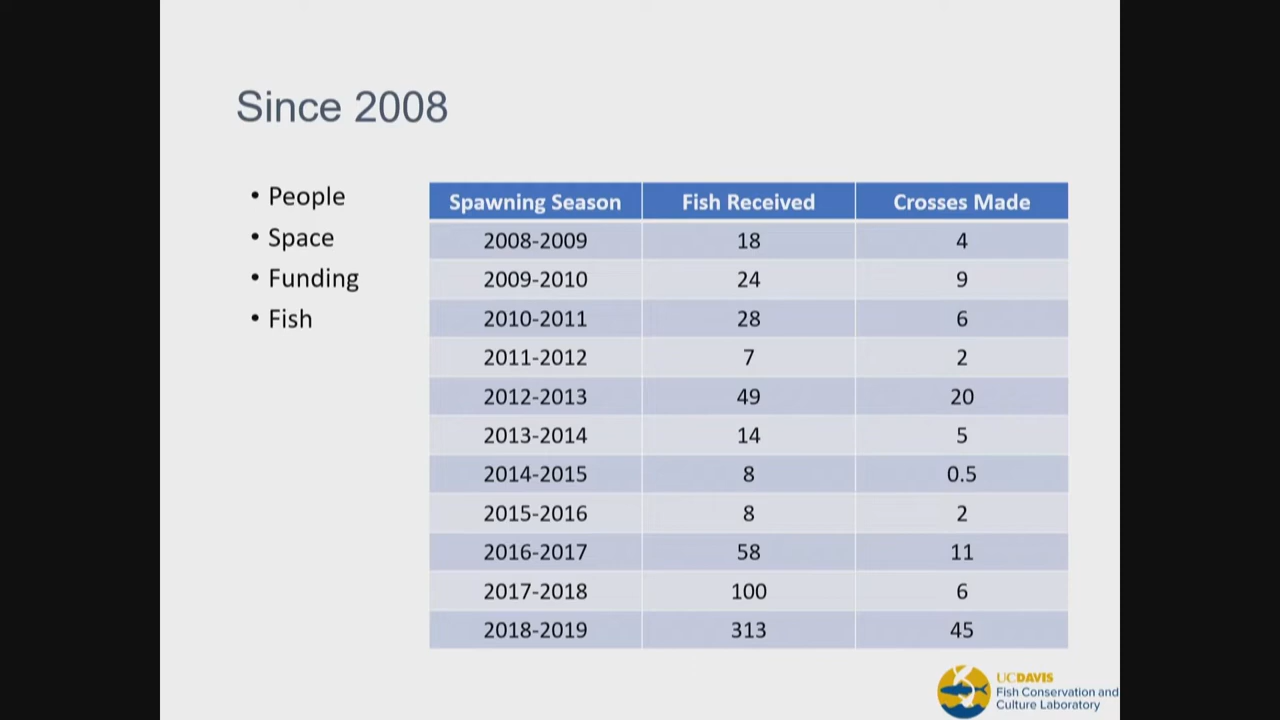 Since 2008
• People
• Space
• Funding
• Fish
Spawning Season Fish Received Crosses Made
2008-2009 18 4
2009-2010 24 9
2010-2011 28 6
2011-2012 7 2
2012-2013 49 20
2013-2014 14 5
2014-2015 8 0.5
2015-2016 8 2
2016-2017 58 11
2017-2018 100 6
2018-2019 313 45
UCDAVIS
Fish Conservation and
Culture Laboratory